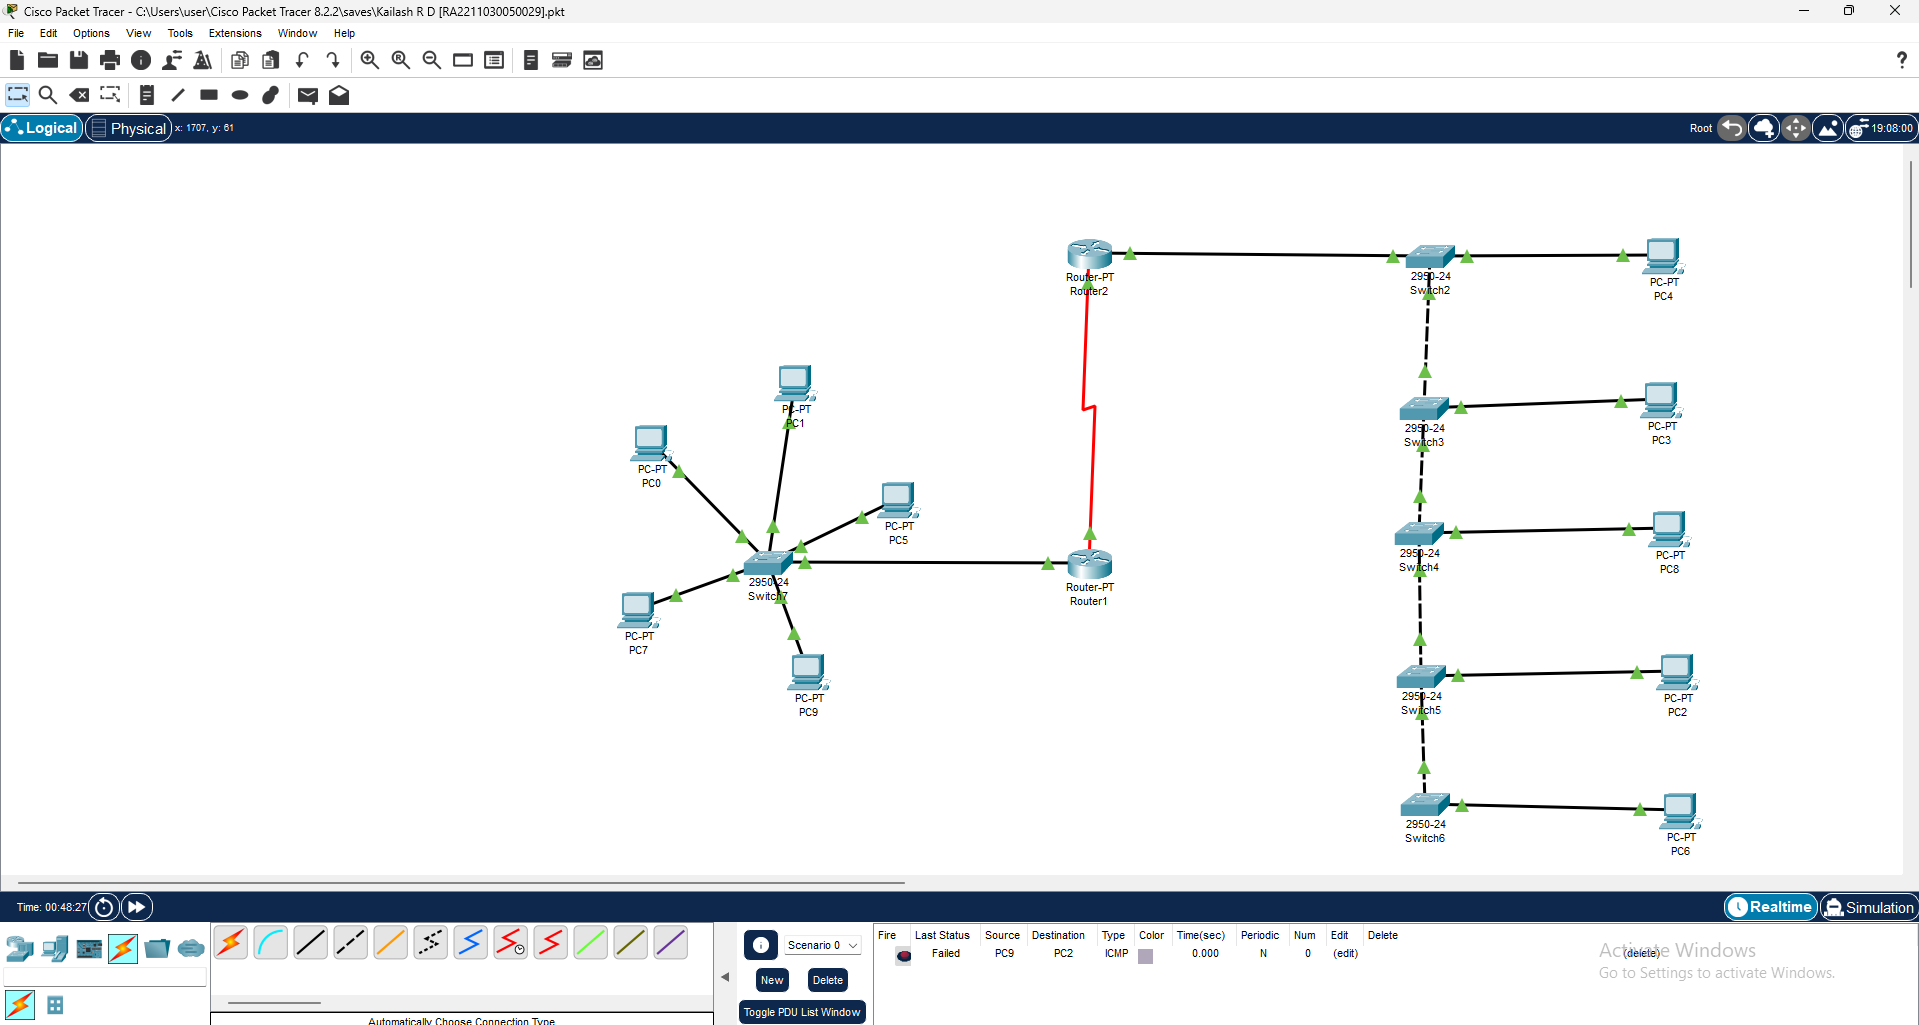 Cisco Packet Tracer - C:\Users\user\Cisco Packet Tracer 8.2.2\saves\Kailash R D [RA2211030050029].pkt
File Edit Options View Tools Extensions Window Help
?
Logical Physical x: 1707, y: 61 Root 19:08:00
Router-PT
Router2
2950-24
Switch2
PC-PT
PC4
PC-PT
PC1
2950-24
Switch3
PC-PT
PC3
PC-PT
PC0
PC-PT
PC5
2950-24
Switch4
PC-PT
PC8
2950-24
Switch7
Router-PT
Router1
PC-PT
PC7
PC-PT
PC9
2950-24
Switch5
PC-PT
PC2
2950-24
Switch6
PC-PT
PC6
Time: 00:48:27 Realtime Simulation
Scenario 0
New Delete
Toggle PDU List Window
Automatically Choose Connection Type
Fire Last Status Source Destination Type Color Time(sec) Periodic Num Edit Delete
Failed PC9 PC2 ICMP 0.000 N 0 (edit) (delete)
Activate Windows
Go to Settings to activate Windows.